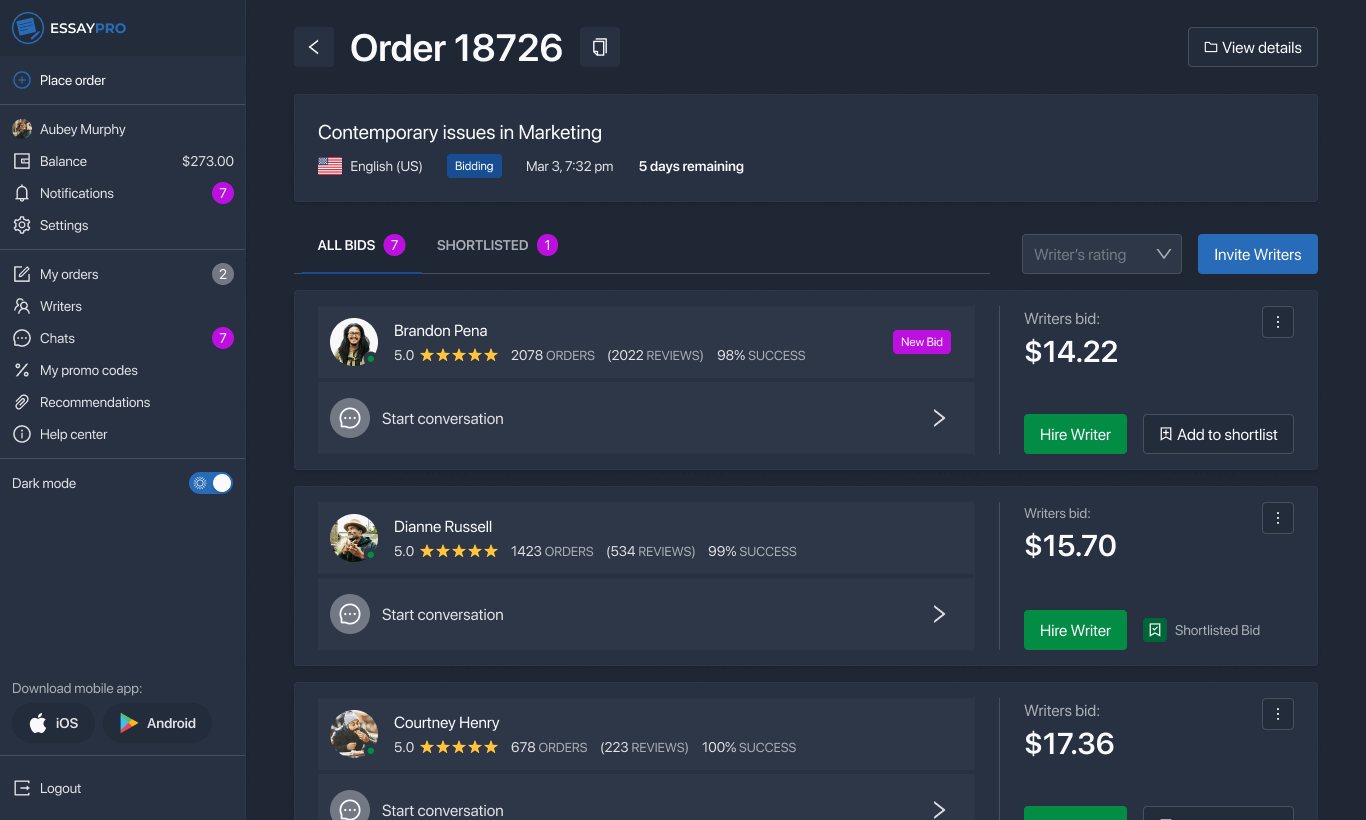 ESSAYPRO
Place order
Aubey Murphy
Balance $273.00
Notifications 7
Settings
My orders 2
Writers
Chats 7
My promo codes
Recommendations
Help center
Dark mode
Download mobile app:
iOS Android
Logout
Order 18726
View details
Contemporary issues in Marketing
English (US) Bidding Mar 3, 7:32 pm 5 days remaining
ALL BIDS 7 SHORTLISTED 1
Writer's rating Invite Writers
Brandon Pena
5.0 2078 ORDERS (2022 REVIEWS) 98% SUCCESS
New Bid
Start conversation
Writers bid:
$14.22
Hire Writer Add to shortlist
Dianne Russell
5.0 1423 ORDERS (534 REVIEWS) 99% SUCCESS
Start conversation
Writers bid:
$15.70
Hire Writer Shortlisted Bid
Courtney Henry
5.0 678 ORDERS (223 REVIEWS) 100% SUCCESS
Start conversation
Writers bid:
$17.36